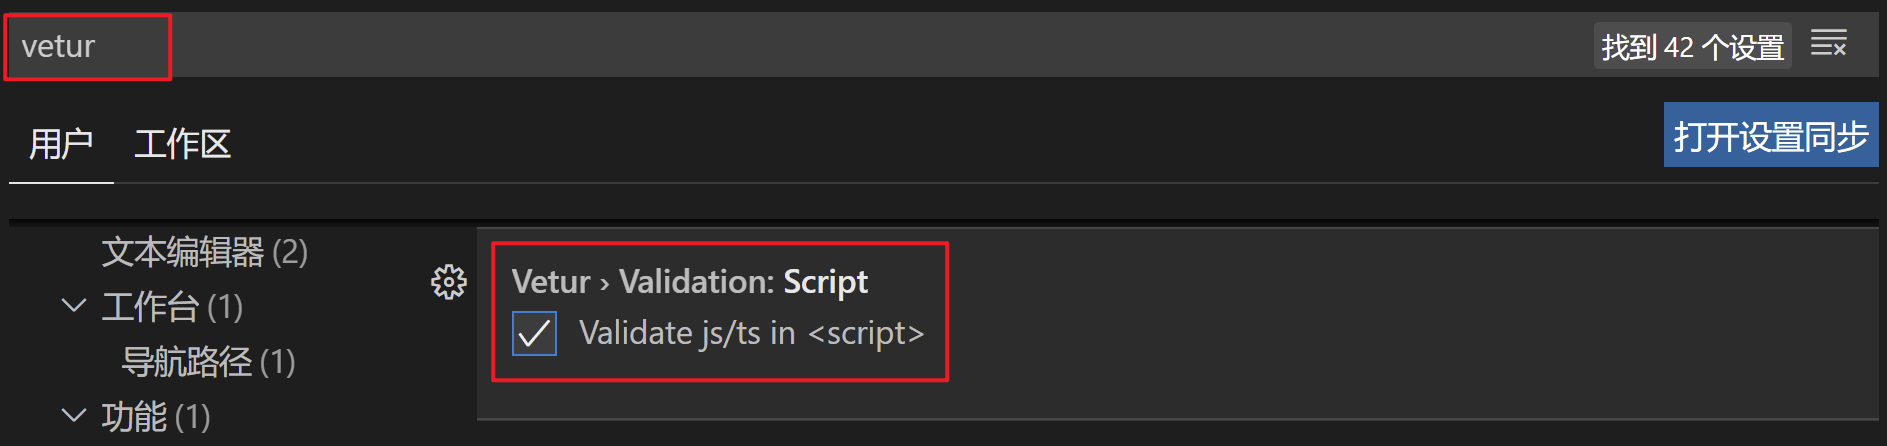 vetur
找到 42 个设置
用户
工作区
打开设置同步
文本编辑器 (2)
工作台 (1)
导航路径 (1)
功能 (1)
Vetur › Validation: Script
Validate js/ts in <script>